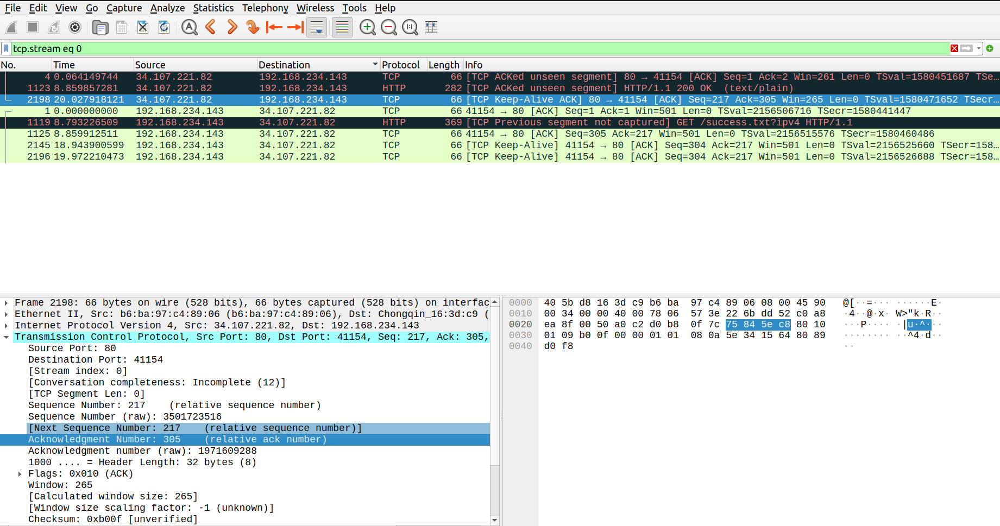 File Edit View Go Capture Analyze Statistics Telephony Wireless Tools Help
tcp.stream eq 0
No. Time Source Destination Protocol Length Info
4 0.064149744 34.107.221.82 192.168.234.143 TCP 66 [TCP ACKed unseen segment] 80 → 41154 [ACK] Seq=1 Ack=2 Win=261 Len=0 TSval=1580451687 TSe…
1123 8.859857281 34.107.221.82 192.168.234.143 HTTP 282 [TCP ACKed unseen segment] HTTP/1.1 200 OK (text/plain)
2198 20.027918121 34.107.221.82 192.168.234.143 TCP 66 [TCP Keep-Alive ACK] 80 → 41154 [ACK] Seq=217 Ack=305 Win=265 Len=0 TSval=1580471652 TSecr…
1 0.000000000 192.168.234.143 34.107.221.82 TCP 66 41154 → 80 [ACK] Seq=1 Ack=1 Win=501 Len=0 TSval=2156506716 TSecr=1580441447
1119 8.793226509 192.168.234.143 34.107.221.82 HTTP 369 [TCP Previous segment not captured] GET /success.txt?ipv4 HTTP/1.1
1125 8.859912511 192.168.234.143 34.107.221.82 TCP 66 41154 → 80 [ACK] Seq=305 Ack=217 Win=501 Len=0 TSval=2156515576 TSecr=1580460486
2145 18.943900599 192.168.234.143 34.107.221.82 TCP 66 [TCP Keep-Alive] 41154 → 80 [ACK] Seq=304 Ack=217 Win=501 Len=0 TSval=2156525660 TSecr=158…
2196 19.972210473 192.168.234.143 34.107.221.82 TCP 66 [TCP Keep-Alive] 41154 → 80 [ACK] Seq=304 Ack=217 Win=501 Len=0 TSval=2156526688 TSecr=158…
Frame 2198: 66 bytes on wire (528 bits), 66 bytes captured (528 bits) on interfac
Ethernet II, Src: b6:ba:97:c4:89:06 (b6:ba:97:c4:89:06), Dst: Chongqin_16:3d:c9 (
Internet Protocol Version 4, Src: 34.107.221.82, Dst: 192.168.234.143
Transmission Control Protocol, Src Port: 80, Dst Port: 41154, Seq: 217, Ack: 305,
Source Port: 80
Destination Port: 41154
[Stream index: 0]
[Conversation completeness: Incomplete (12)]
[TCP Segment Len: 0]
Sequence Number: 217 (relative sequence number)
Sequence Number (raw): 3501723516
[Next Sequence Number: 217 (relative sequence number)]
Acknowledgment Number: 305 (relative ack number)
Acknowledgment number (raw): 1971609288
1000 .... = Header Length: 32 bytes (8)
Flags: 0x010 (ACK)
Window: 265
[Calculated window size: 265]
[Window size scaling factor: -1 (unknown)]
Checksum: 0xb00f [unverified]
0000 40 5b d8 16 3d c9 b6 ba 97 c4 89 06 08 00 45 90 @[··=··· ······E·
0010 00 34 00 00 40 00 78 06 57 3e 22 6b dd 52 c0 a8 ·4··@·x· W>"k·R··
0020 ea 8f 00 50 a0 c2 d0 b8 0f 7c 75 84 5e c8 80 10 ···P···· ·|u·^···
0030 01 09 b0 0f 00 00 01 01 08 0a 5e 34 15 64 80 89 ········ ··^4·d··
0040 d0 f8 ··